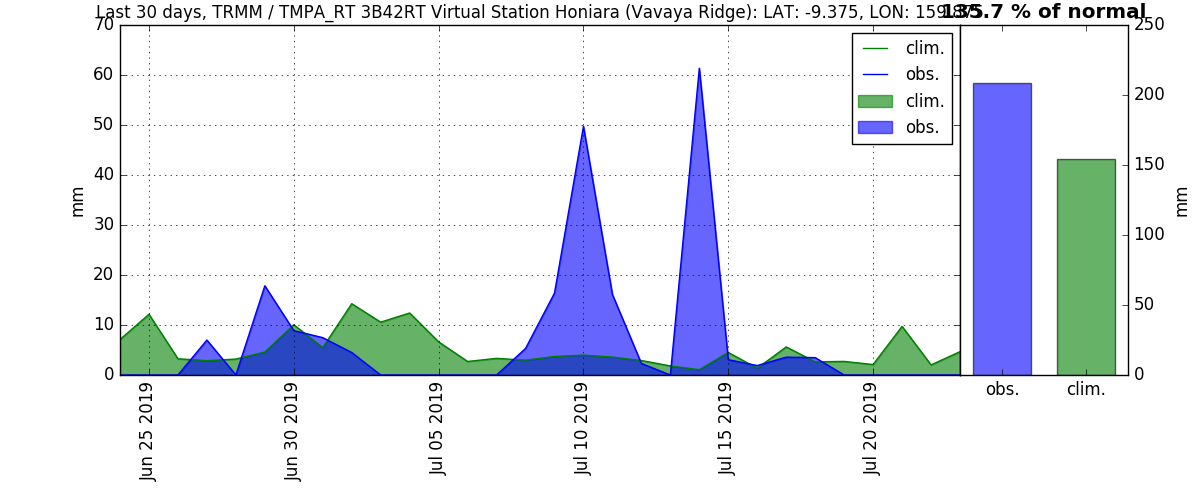 Last 30 days, TRMM / TMPA_RT 3B42RT Virtual Station Honiara (Vavaya Ridge): LAT: -9.375, LON:
135.7 % of normal
70
60
50
40
30
20
10
0
mm
clim.
obs.
clim.
obs.
250
200
150
100
50
0
mm
Jun 25 2019
Jun 30 2019
Jul 05 2019
Jul 10 2019
Jul 15 2019
Jul 20 2019
obs.
clim.